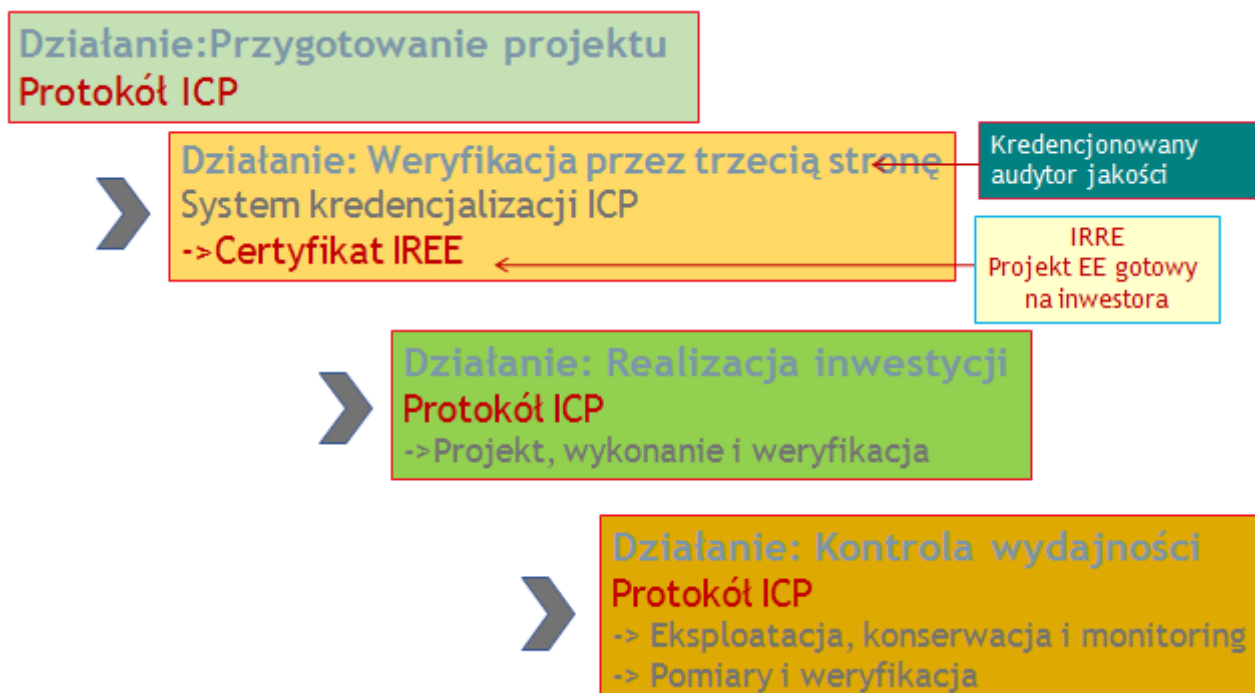 Działanie:Przygotowanie projektu
Protokół ICP
Działanie: Weryfikacja przez trzecią stronę
System kredencjalizacji ICP
->Certyfikat IREE
Kredencjonowany
audytor jakości
IRRE
Projekt EE gotowy
na inwestora
Działanie: Realizacja inwestycji
Protokół ICP
->Projekt, wykonanie i weryfikacja
Działanie: Kontrola wydajności
Protokół ICP
-> Eksploatacja, konserwacja i monitoring
-> Pomiary i weryfikacja